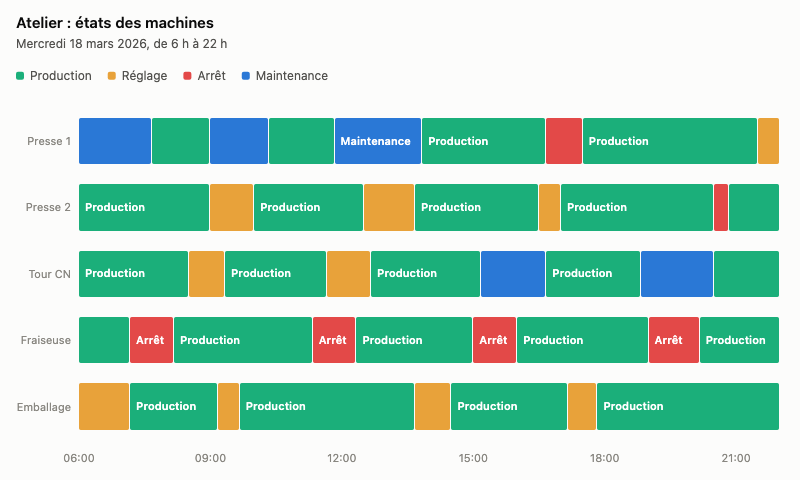 Atelier : états des machines
Mercredi 18 mars 2026, de 6 h à 22 h
Production Réglage Arrêt Maintenance
Presse 1 Maintenance Production Production
Presse 2 Production Production Production Production
Tour CN Production Production Production Production
Fraiseuse Arrêt Production Arrêt Production Arrêt Production Arrêt Production
Emballage Production Production Production Production
06:00 09:00 12:00 15:00 18:00 21:00